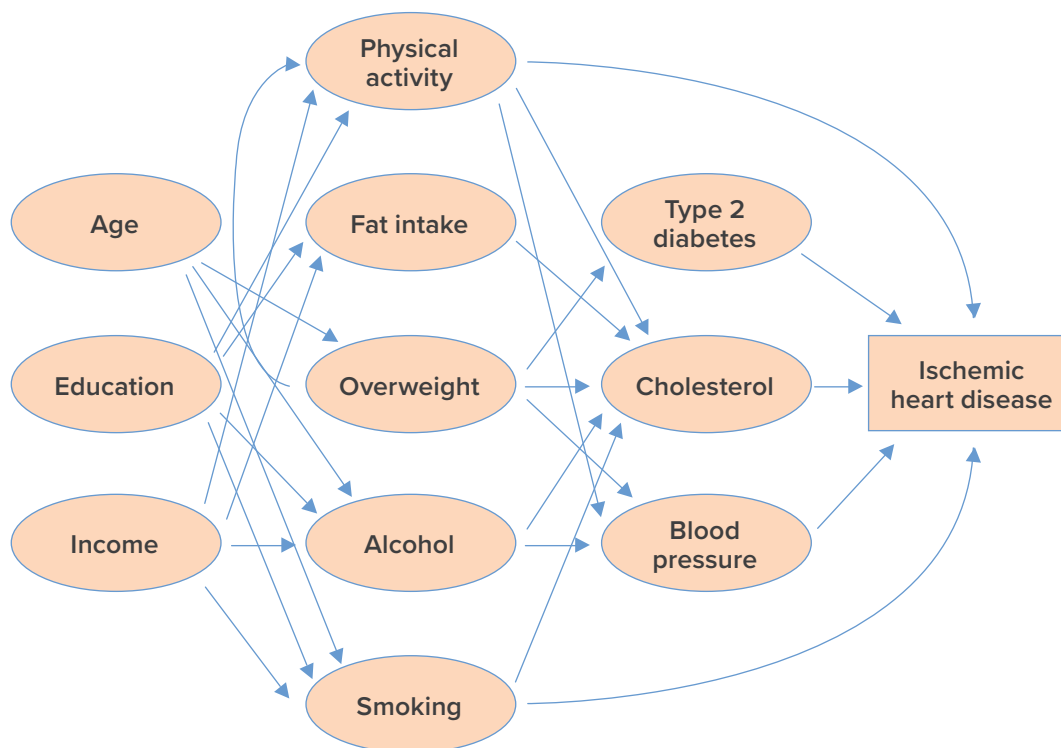 Physical
activity
Age
Fat intake
Type 2
diabetes
Education
Overweight
Cholesterol
Ischemic
heart disease
Income
Alcohol
Blood
pressure
Smoking